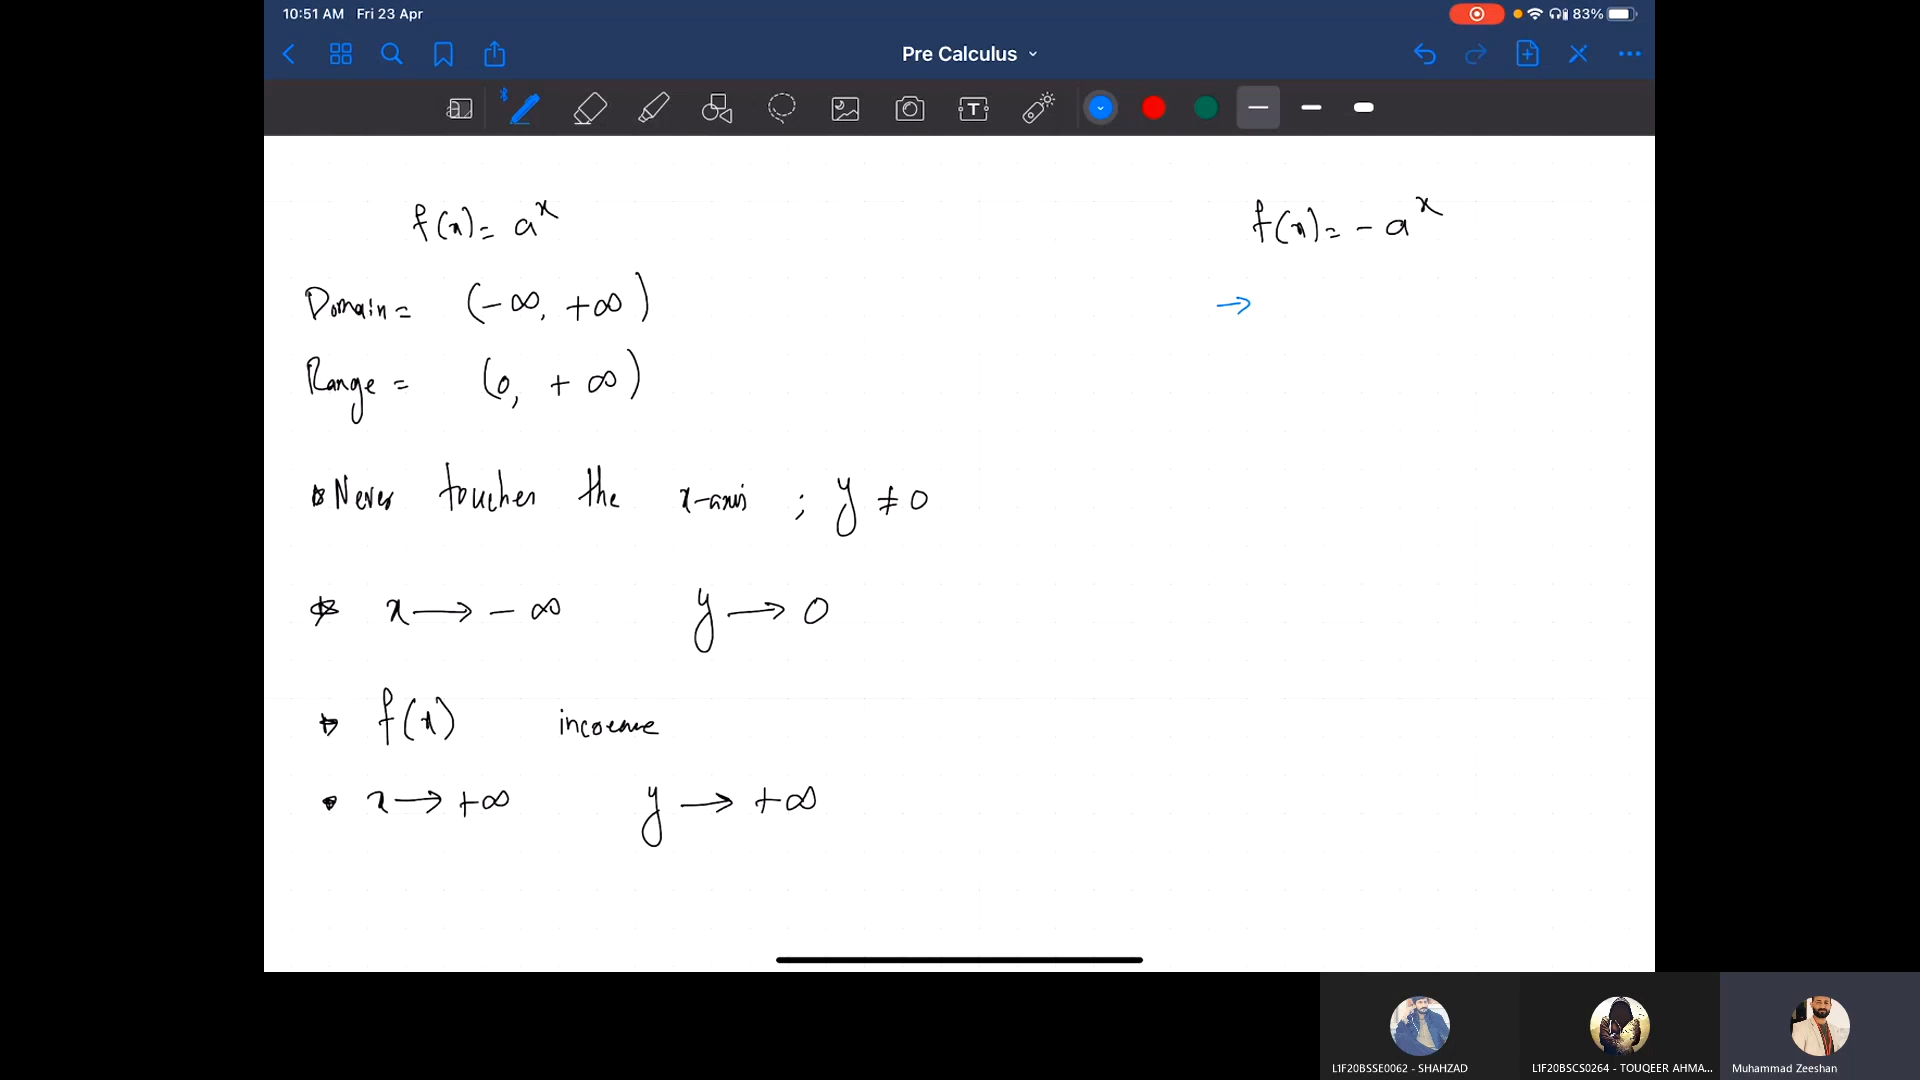 10:51 AM Fri 23 Apr 83%
Pre Calculus
f(x) = a^x f(x) = - a^x
Domain = (-∞, +∞) →
Range = (0, + ∞)
* Never touches the x-axis ; y ≠ 0
* x → - ∞ y → 0
* f(x) increase
• x → +∞ y → +∞
L1F20BSSE0062 - SHAHZAD L1F20BSCS0264 - TOUQEER AHMA... Muhammad Zeeshan